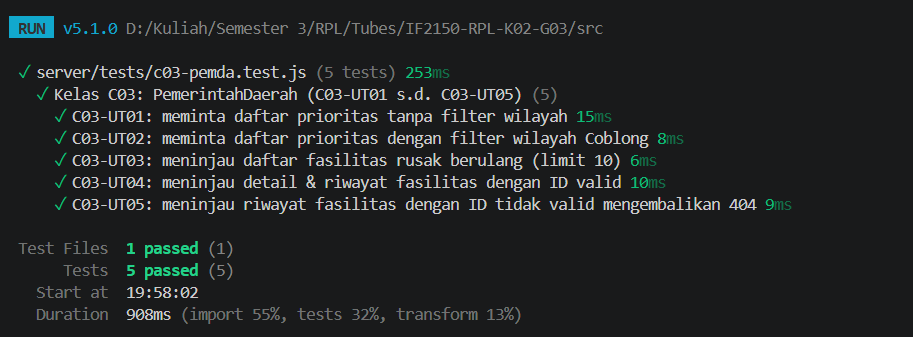 RUN v5.1.0 D:/Kuliah/Semester 3/RPL/Tubes/IF2150-RPL-K02-G03/src
✓ server/tests/c03-pemda.test.js (5 tests) 253ms
✓ Kelas C03: PemerintahDaerah (C03-UT01 s.d. C03-UT05) (5)
✓ C03-UT01: meminta daftar prioritas tanpa filter wilayah 15ms
✓ C03-UT02: meminta daftar prioritas dengan filter wilayah Coblong 8ms
✓ C03-UT03: meninjau daftar fasilitas rusak berulang (limit 10) 6ms
✓ C03-UT04: meninjau detail & riwayat fasilitas dengan ID valid 10ms
✓ C03-UT05: meninjau riwayat fasilitas dengan ID tidak valid mengembalikan 404 9ms
Test Files 1 passed (1)
Tests 5 passed (5)
Start at 19:58:02
Duration 908ms (import 55%, tests 32%, transform 13%)